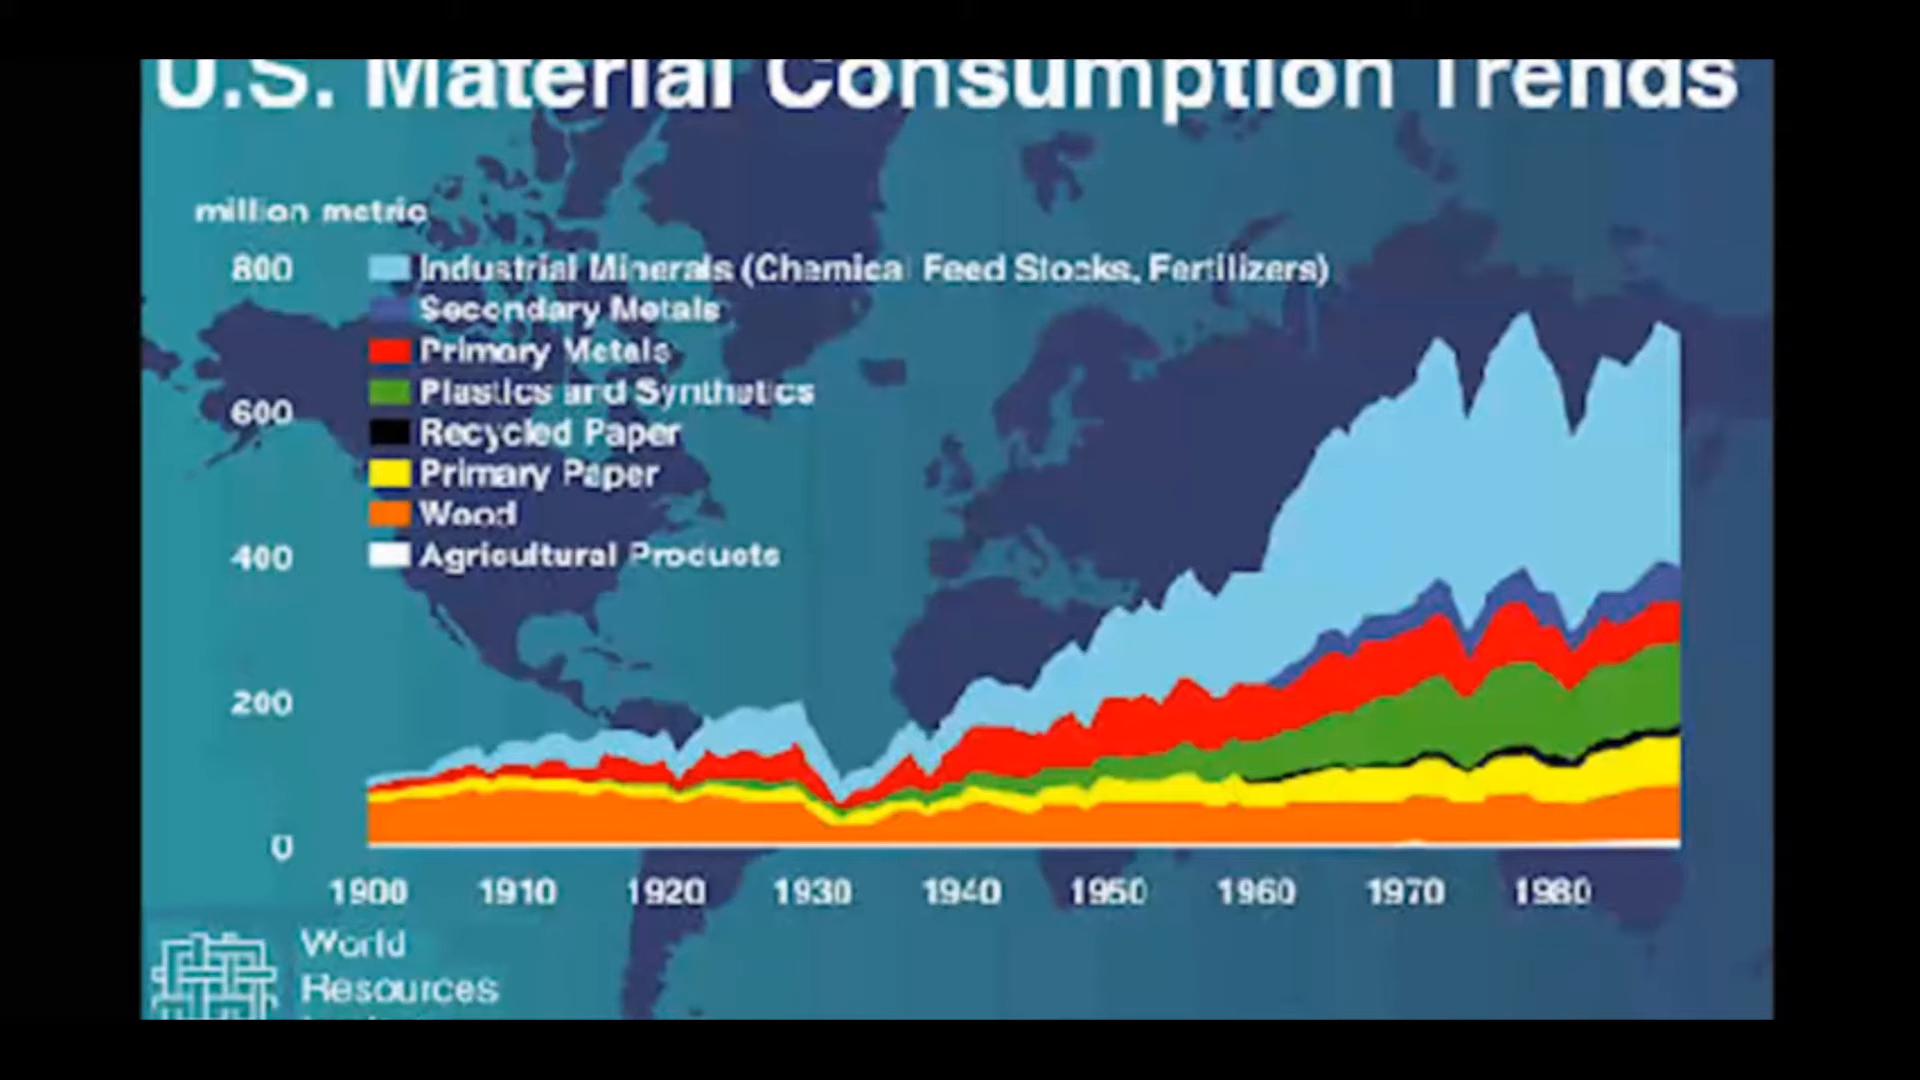 U.S. Material Consumption Trends
million metric
800
Industrial Minerals (Chemical Feed Stocks, Fertilizers)
Secondary Metals
Primary Metals
Plastics and Synthetics
600
Recycled Paper
Primary Paper
Wood
400
Agricultural Products
200
0
1900 1910 1920 1930 1940 1950 1960 1970 1980
World
Resources